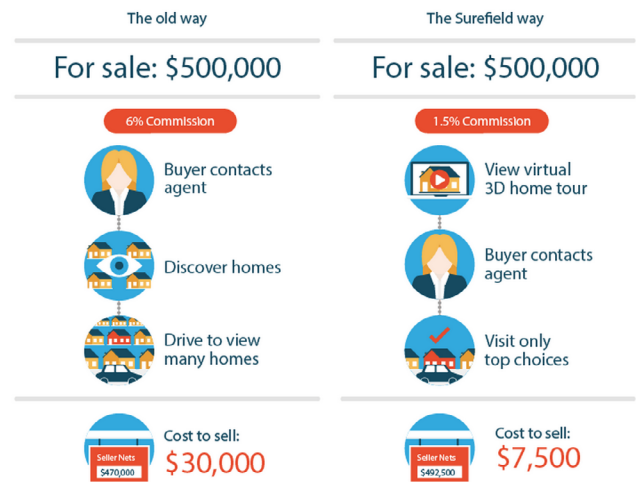 The old way
For sale: $500,000
6% Commission
Buyer contacts
agent
Discover homes
Drive to view
many homes
Cost to sell:
$30,000
Seller Nets
$470,000
The Surefield way
For sale: $500,000
1.5% Commission
View virtual
3D home tour
Buyer contacts
agent
Visit only
top choices
Cost to sell:
$7,500
Seller Nets
$492,500